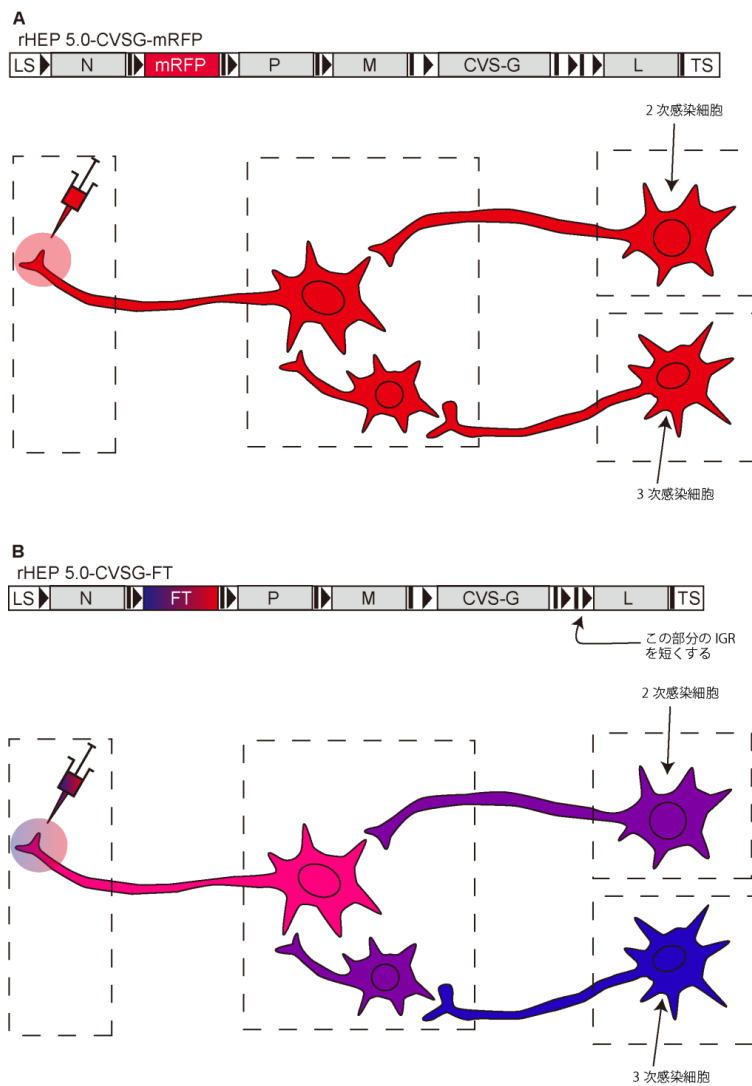 A
rHEP 5.0-CVSG-mRFP
LS N mRFP P M CVS-G L TS
2 次感染細胞
3 次感染細胞
B
rHEP 5.0-CVSG-FT
LS N FT P M CVS-G L TS
この部分の IGR
を短くする
2 次感染細胞
3 次感染細胞